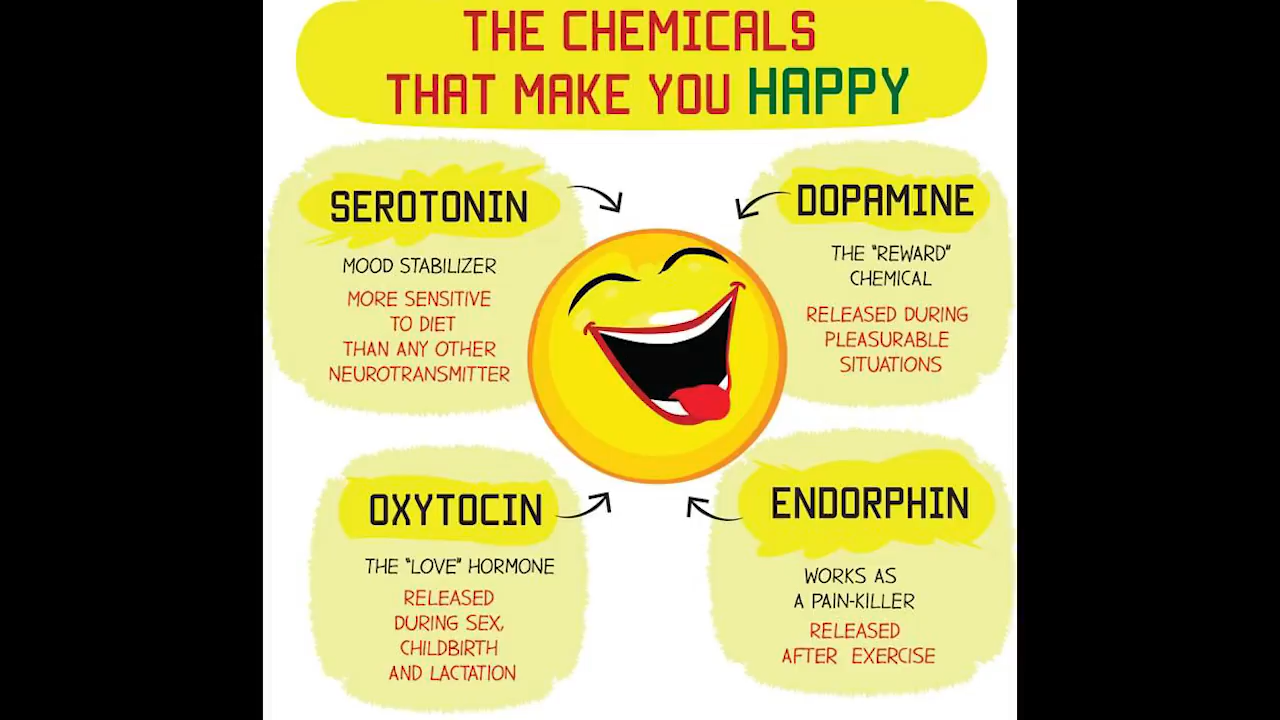 THE CHEMICALS
THAT MAKE YOU HAPPY
SEROTONIN
MOOD STABILIZER
MORE SENSITIVE
TO DIET
THAN ANY OTHER
NEUROTRANSMITTER
DOPAMINE
THE "REWARD"
CHEMICAL
RELEASED DURING
PLEASURABLE
SITUATIONS
OXYTOCIN
THE "LOVE" HORMONE
RELEASED
DURING SEX,
CHILDBIRTH
AND LACTATION
ENDORPHIN
WORKS AS
A PAIN-KILLER
RELEASED
AFTER EXERCISE